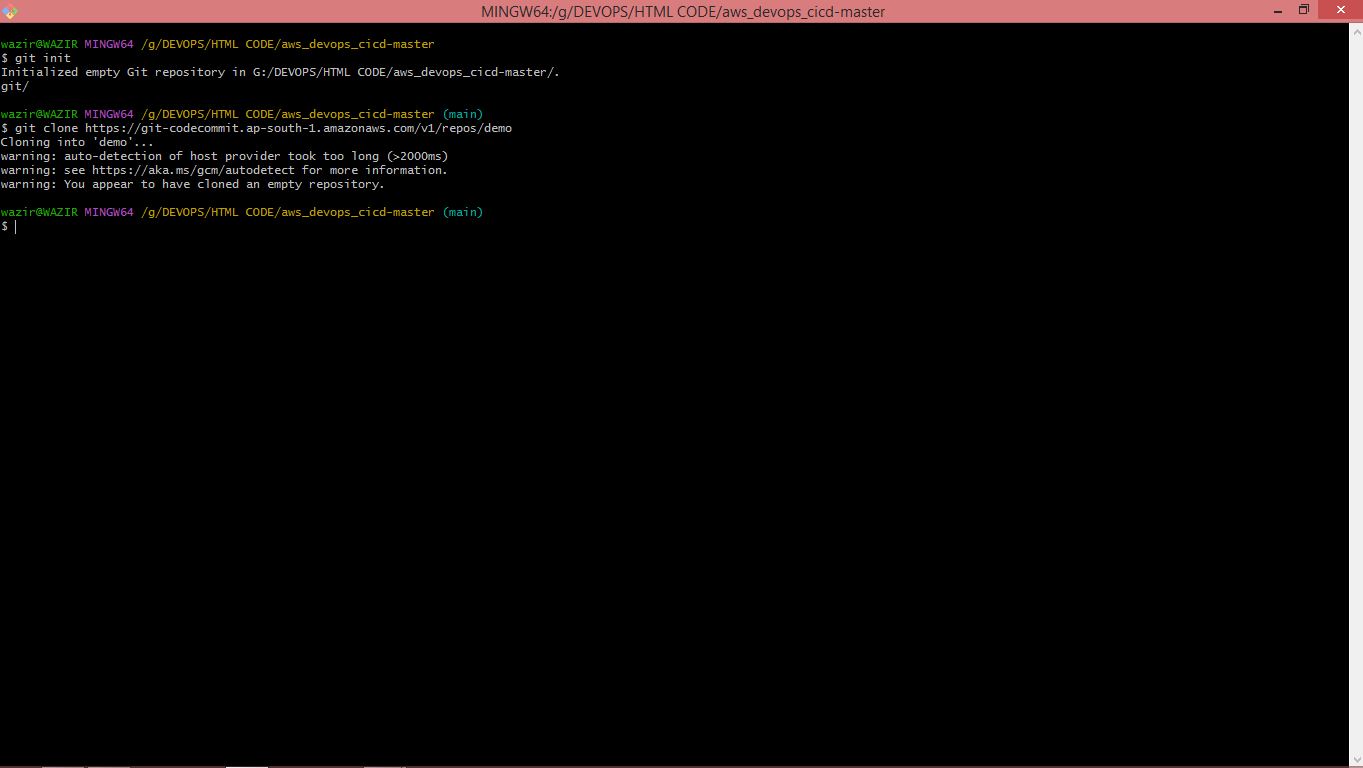 MINGW64:/g/DEVOPS/HTML CODE/aws_devops_cicd-master
wazir@WAZIR MINGW64 /g/DEVOPS/HTML CODE/aws_devops_cicd-master
$ git init
Initialized empty Git repository in G:/DEVOPS/HTML CODE/aws_devops_cicd-master/.
git/
wazir@WAZIR MINGW64 /g/DEVOPS/HTML CODE/aws_devops_cicd-master (main)
$ git clone https://git-codecommit.ap-south-1.amazonaws.com/v1/repos/demo
Cloning into 'demo'...
warning: auto-detection of host provider took too long (>2000ms)
warning: see https://aka.ms/gcm/autodetect for more information.
warning: You appear to have cloned an empty repository.
wazir@WAZIR MINGW64 /g/DEVOPS/HTML CODE/aws_devops_cicd-master (main)
$